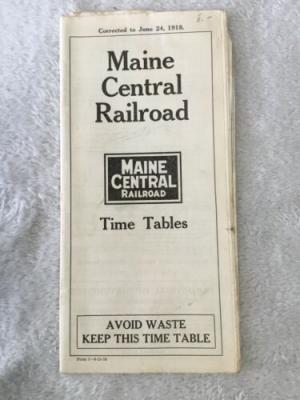 Corrected to June 24, 1918.
Maine
Central
Railroad
MAINE
CENTRAL
RAILROAD
Time Tables
AVOID WASTE
KEEP THIS TIME TABLE